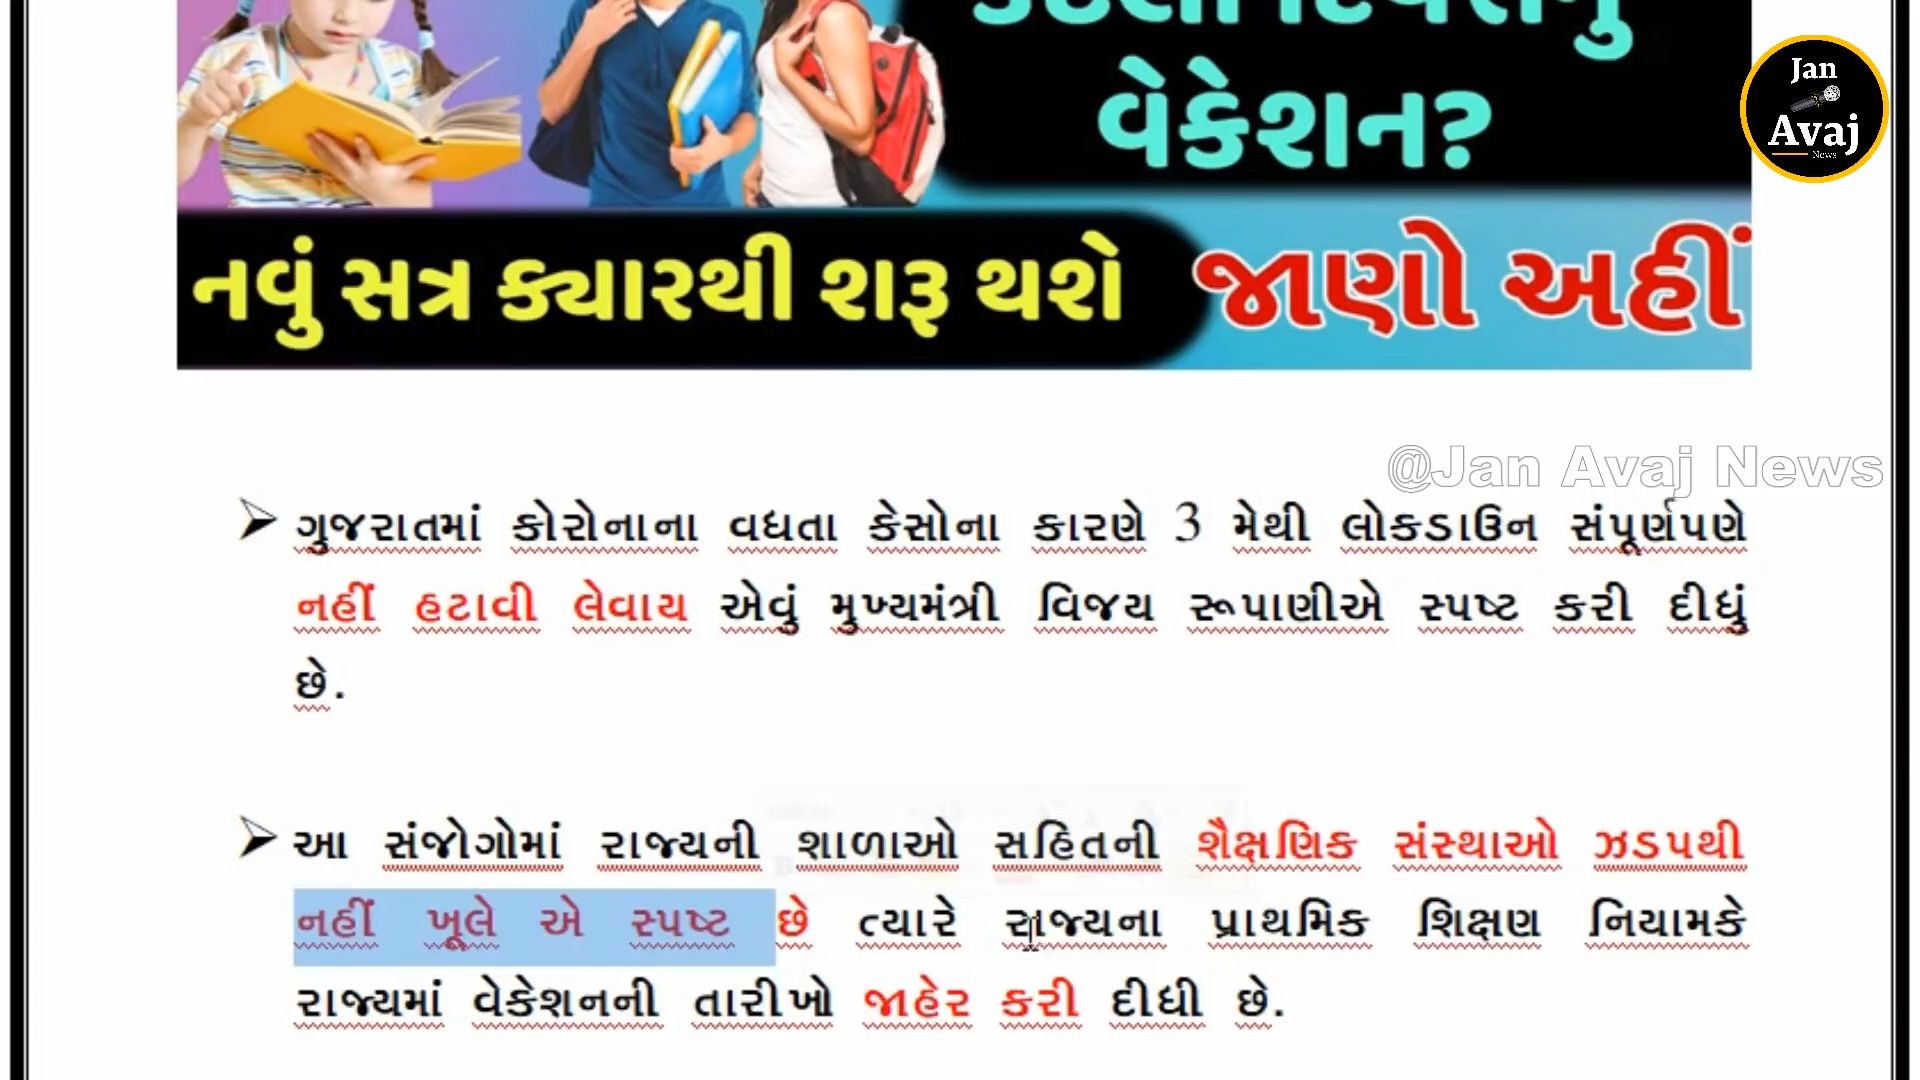 વેકેશન?
Jan
Avaj
News
નવું સત્ર ક્યારથી શરૂ થશે જાણો અહીં
@Jan Avaj News
ગુજરાતમાં કોરોનાના વધતા કેસોના કારણે 3 મેથી લોકડાઉન સંપૂર્ણપણે
નહીં હટાવી લેવાય એવું મુખ્યમંત્રી વિજય રૂપાણીએ સ્પષ્ટ કરી દીધું
છે.
આ સંજોગોમાં રાજ્યની શાળાઓ સહિતની શૈક્ષણિક સંસ્થાઓ ઝડપથી
નહીં ખૂલે એ સ્પષ્ટ છે ત્યારે રાજ્યના પ્રાથમિક શિક્ષણ નિયામકે
રાજ્યમાં વેકેશનની તારીખો જાહેર કરી દીધી છે.